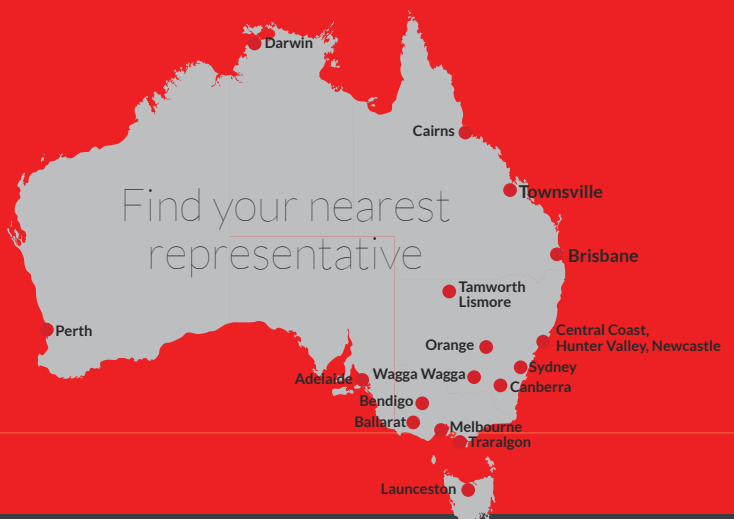 Darwin
Cairns
Townsville
Find your nearest
representative
Brisbane
Tamworth
Lismore
Perth
Central Coast,
Hunter Valley, Newcastle
Orange
Sydney
Wagga Wagga
Adelaide
Canberra
Bendigo
Ballarat
Melbourne
Traralgon
Launceston